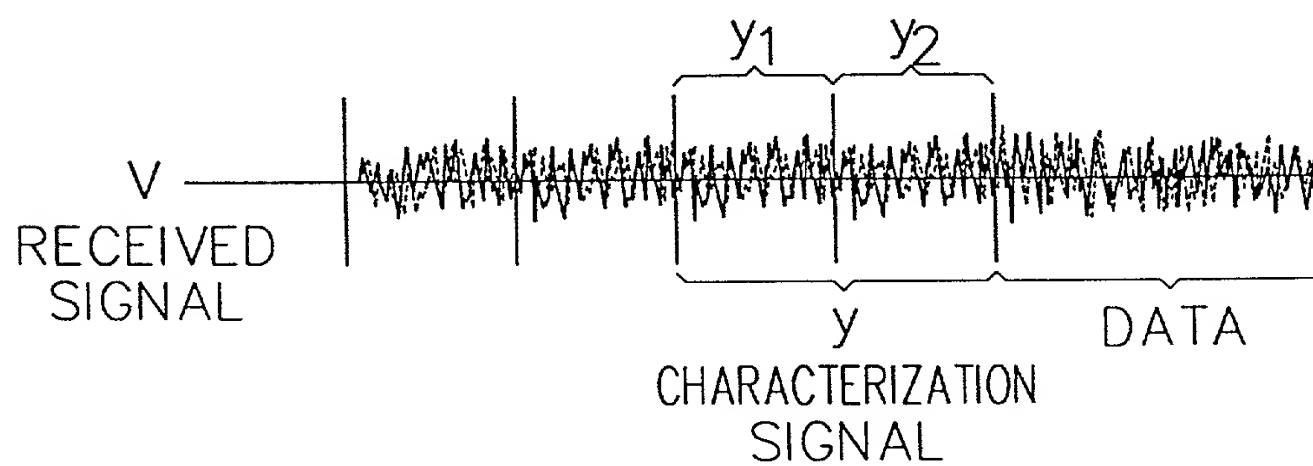 y1 y2
V
RECEIVED
SIGNAL
y DATA
CHARACTERIZATION
SIGNAL